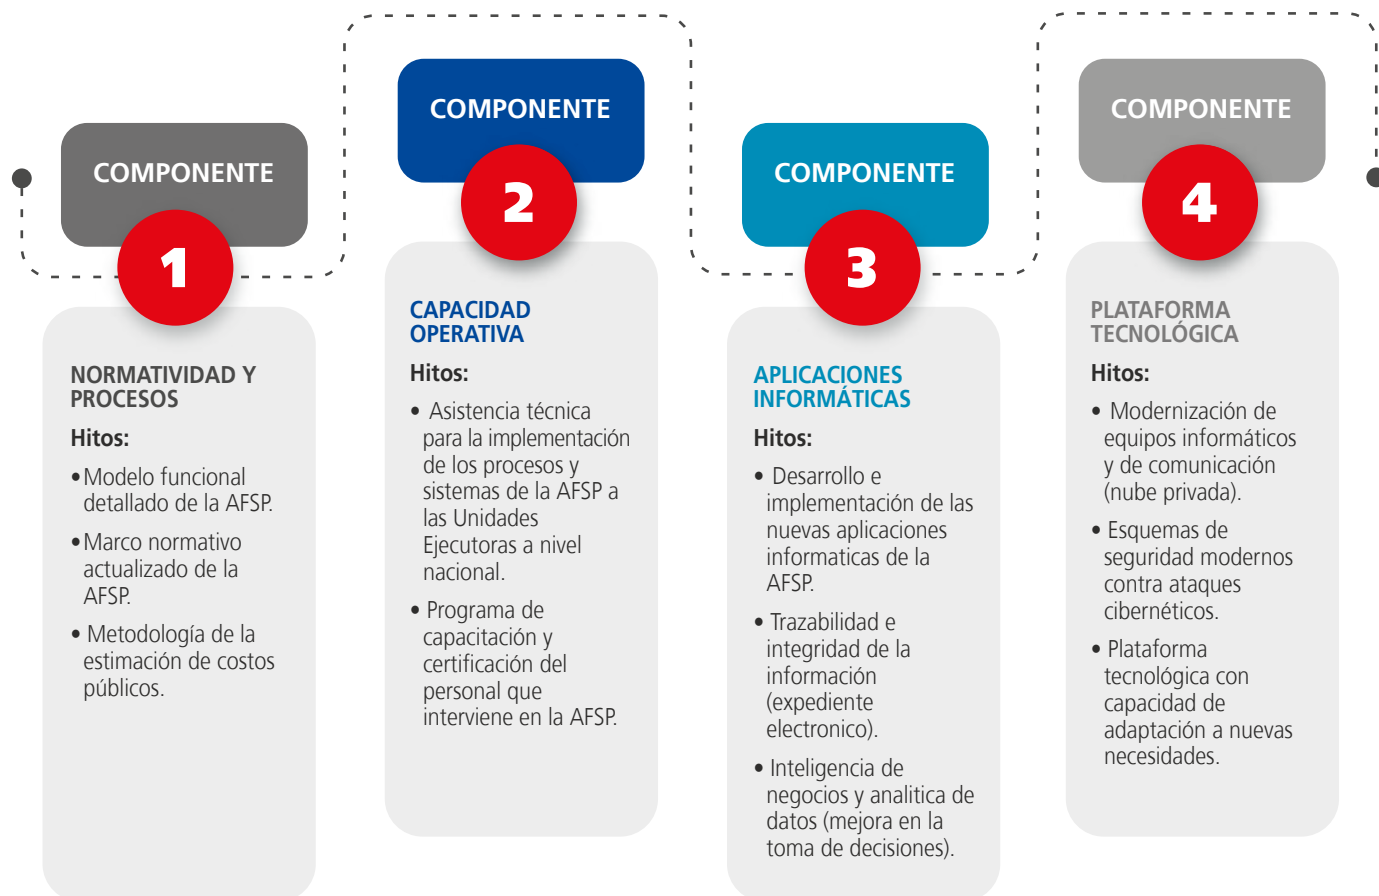 COMPONENTE
1
NORMATIVIDAD Y
PROCESOS
Hitos:
•Modelo funcional
detallado de la AFSP.
•Marco normativo
actualizado de la
AFSP.
• Metodología de la
estimación de costos
públicos.
COMPONENTE
2
CAPACIDAD
OPERATIVA
Hitos:
• Asistencia técnica
para la implementación
de los procesos y
sistemas de la AFSP a
las Unidades
Ejecutoras a nivel
nacional.
• Programa de
capacitación y
certificación del
personal que
interviene en la AFSP.
COMPONENTE
3
APLICACIONES
INFORMÁTICAS
Hitos:
• Desarrollo e
implementación de las
nuevas aplicaciones
informaticas de la
AFSP.
• Trazabilidad e
integridad de la
información
(expediente
electronico).
• Inteligencia de
negocios y analitica de
datos (mejora en la
toma de decisiones).
COMPONENTE
4
PLATAFORMA
TECNOLÓGICA
Hitos:
• Modernización de
equipos informáticos
y de comunicación
(nube privada).
• Esquemas de
seguridad modernos
contra ataques
cibernéticos.
• Plataforma
tecnológica con
capacidad de
adaptación a nuevas
necesidades.